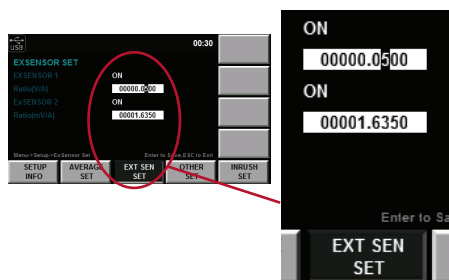 USB 00:30
EXSENSOR SET
EXSENSOR 1 ON
Ratio(V/A) 00000.0500
ExSENSOR 2 ON
Ratio(mV/A) 00001.6350
Menu->Setup->ExSensor Set Enter to Save,ESC to Exit
SETUP INFO
AVERAGE SET
EXT SEN SET
OTHER SET
INRUSH SET
ON
00000.0500
ON
00001.6350
Enter to Sa
EXT SEN
SET